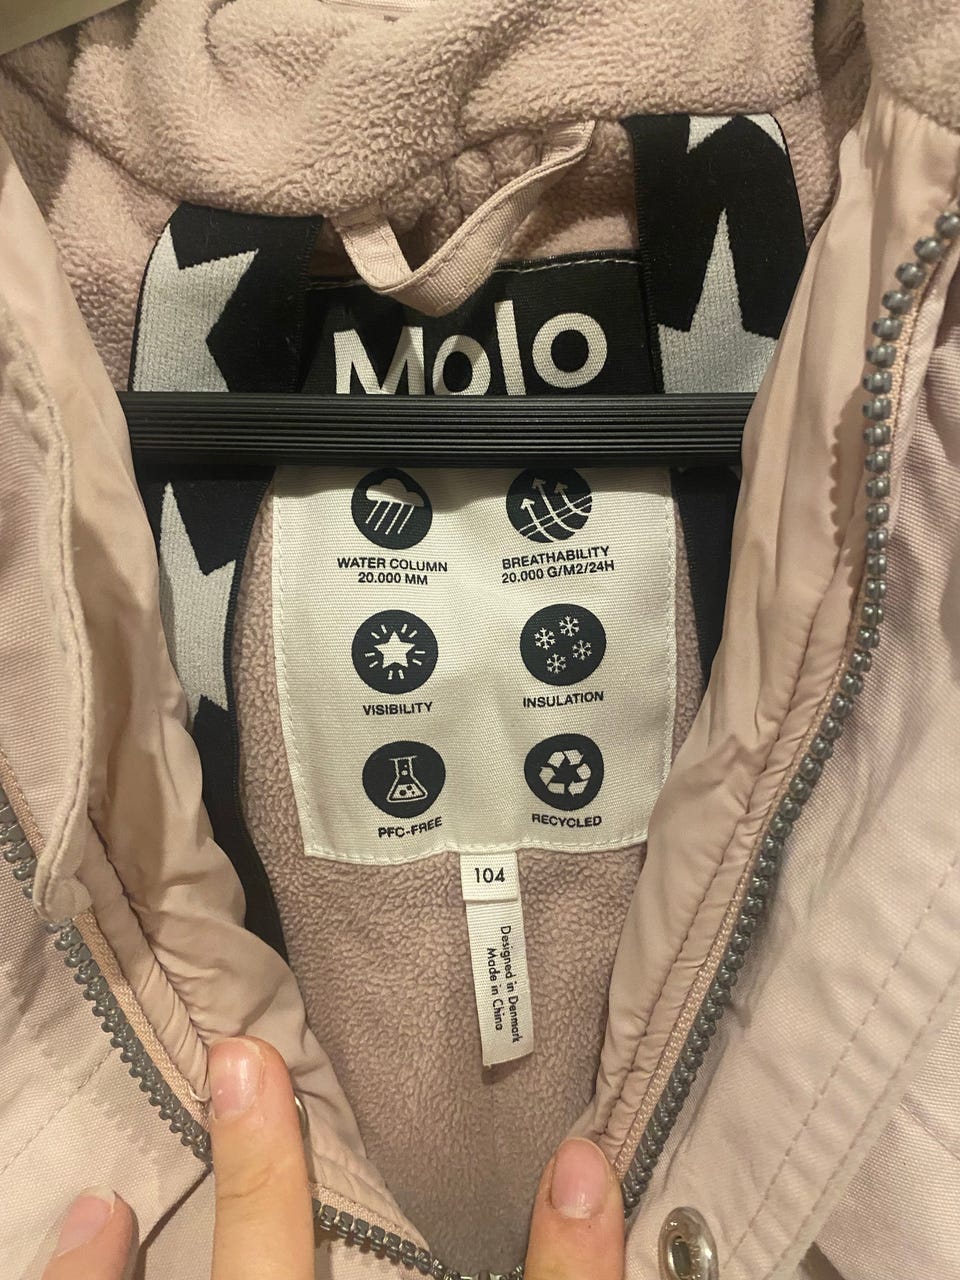 Molo
WATER COLUMN
20.000 MM
BREATHABILITY
20.000 G/M2/24H
VISIBILITY
INSULATION
PFC-FREE
RECYCLED
104
Designed in Denmark
Made in China